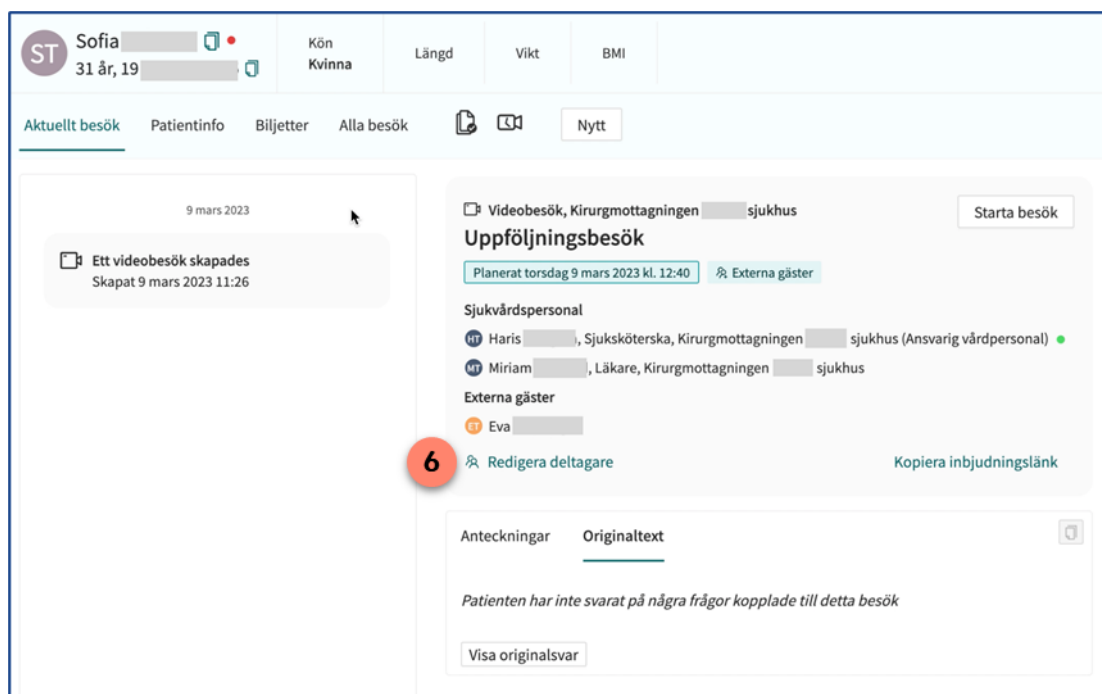 ST
Sofia
31 år, 19
Kön
Kvinna
Längd
Vikt
BMI
Aktuellt besök
Patientinfo
Biljetter
Alla besök
Nytt
9 mars 2023
Ett videobesök skapades
Skapat 9 mars 2023 11:26
Videobesök, Kirurgmottagningen sjukhus
Starta besök
Uppföljningsbesök
Planerat torsdag 9 mars 2023 kl. 12:40
Externa gäster
Sjukvårdspersonal
HT Haris , Sjuksköterska, Kirurgmottagningen sjukhus (Ansvarig vårdpersonal)
MT Miriam , Läkare, Kirurgmottagningen sjukhus
Externa gäster
ET Eva
6 Redigera deltagare
Kopiera inbjudningslänk
Anteckningar
Originaltext
Patienten har inte svarat på några frågor kopplade till detta besök
Visa originalsvar